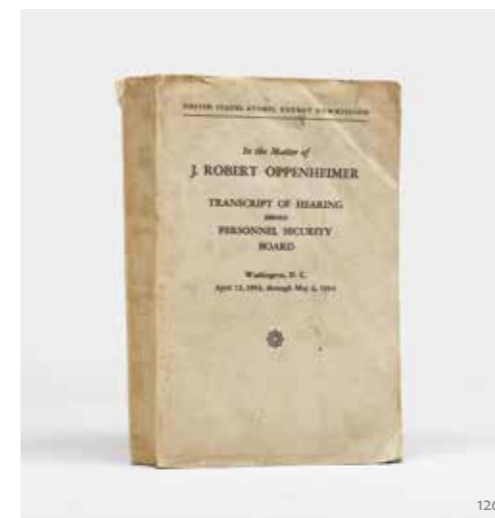 UNITED STATES ATOMIC ENERGY COMMISSION
In the Matter of
J. ROBERT OPPENHEIMER
TRANSCRIPT OF HEARING
BEFORE
PERSONNEL SECURITY
BOARD
Washington, D. C.
April 12, 1954, through May 6, 1954
126